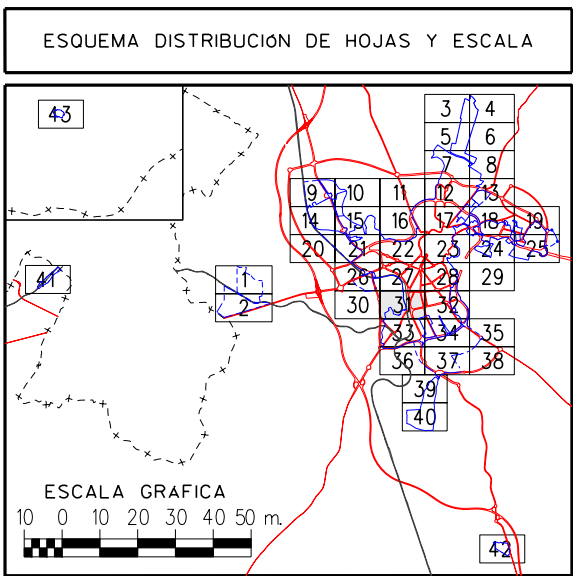 ESQUEMA DISTRIBUCIóN DE HOJAS Y ESCALA
43
3 4
5 6
7 8
9 10 11 12 13
14 15 16 17 18 19
20 21 22 23 24 25
41 1 26 27 28 29
2 30 31 32
33 34 35
36 37 38
39
40
ESCALA GRÁFICA
10 0 10 20 30 40 50 m.
42